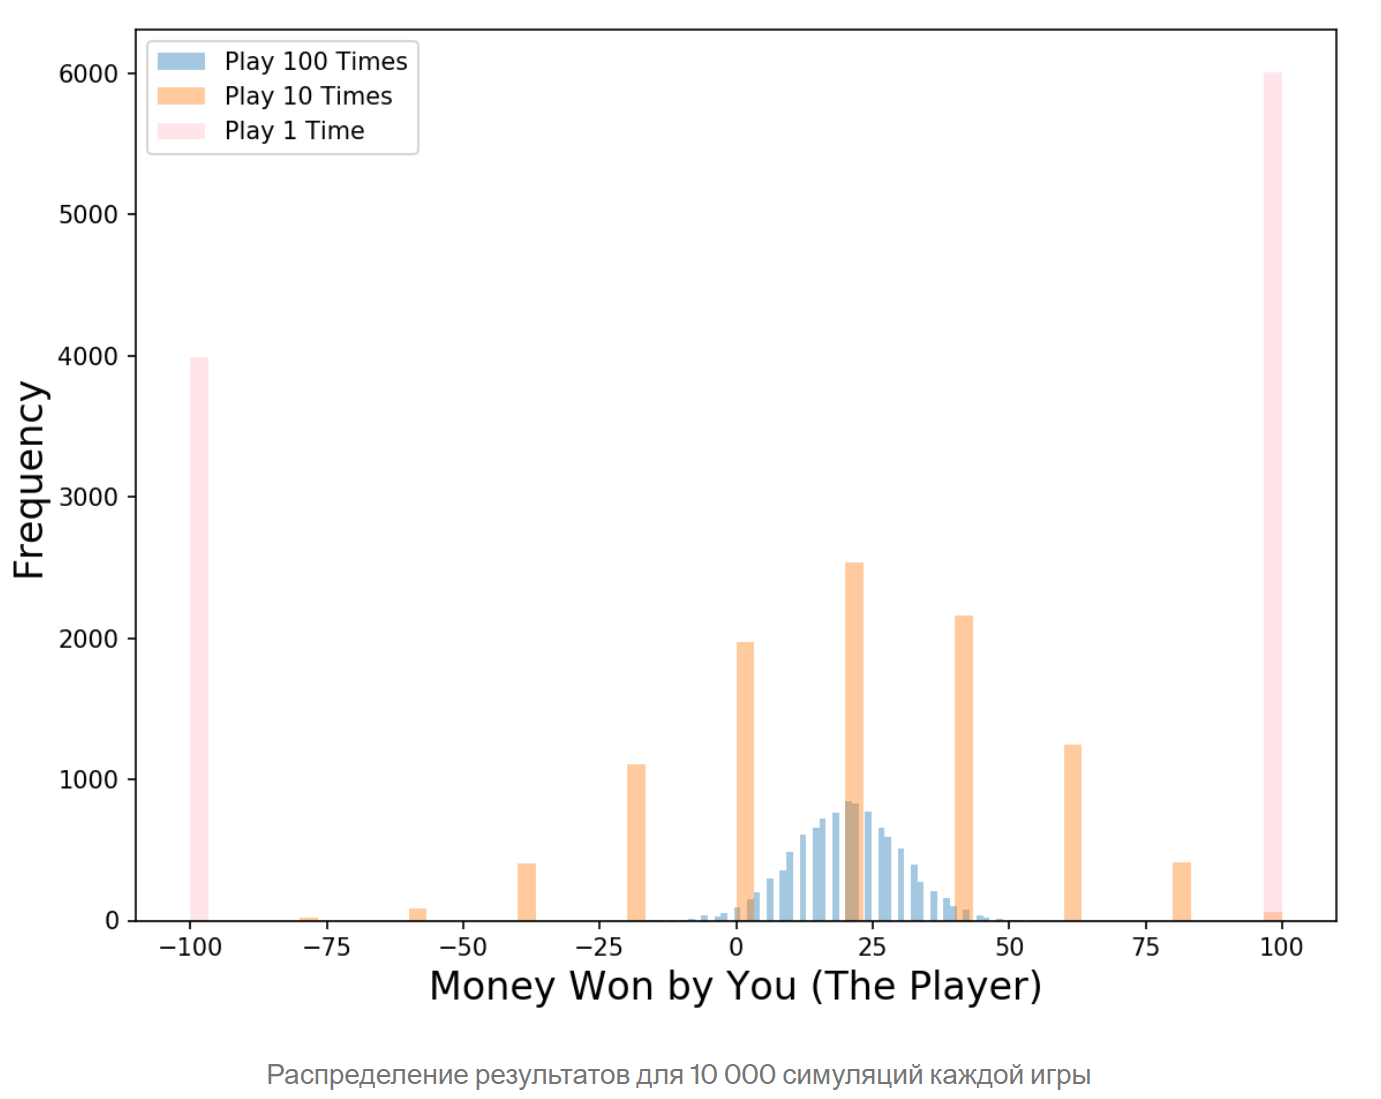 Play 100 Times
Play 10 Times
Play 1 Time
6000
5000
4000
3000
2000
1000
0
Frequency
−100 −75 −50 −25 0 25 50 75 100
Money Won by You (The Player)
Распределение результатов для 10 000 симуляций каждой игры